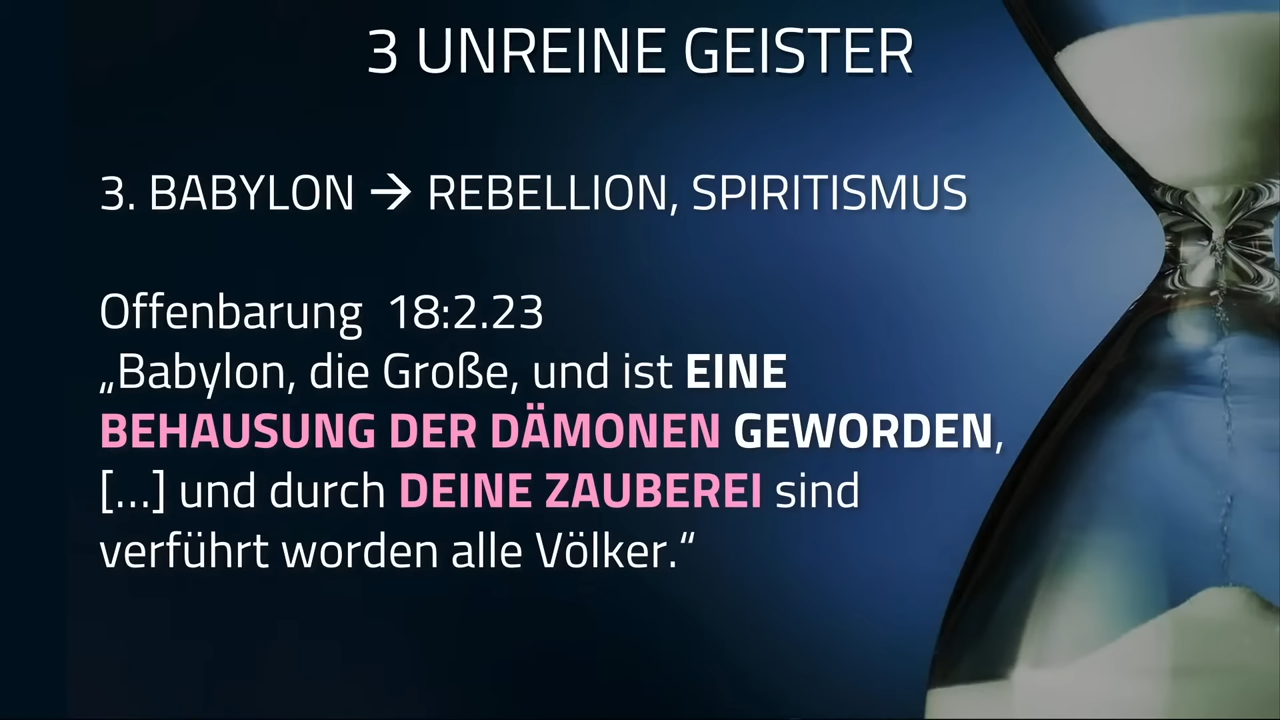 3 UNREINE GEISTER
3. BABYLON → REBELLION, SPIRITISMUS
Offenbarung 18:2.23
„Babylon, die Große, und ist EINE
BEHAUSUNG DER DÄMONEN GEWORDEN,
[...] und durch DEINE ZAUBEREI sind
verführt worden alle Völker.“